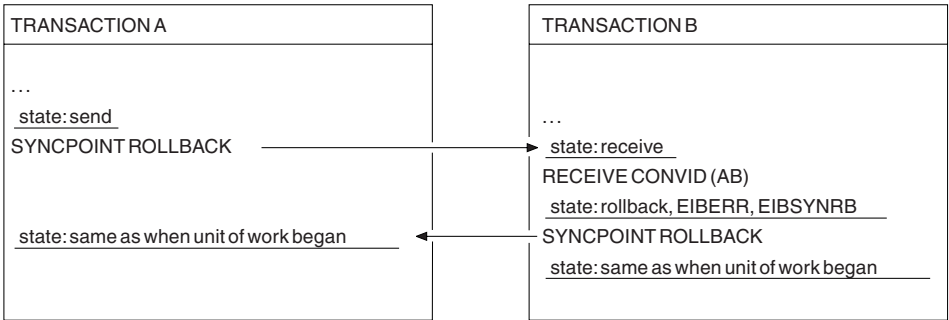 TRANSACTION A
...
state: send
SYNCPOINT ROLLBACK
state: same as when unit of work began
TRANSACTION B
...
state: receive
RECEIVE CONVID (AB)
state: rollback, EIBERR, EIBSYNRB
SYNCPOINT ROLLBACK
state: same as when unit of work began